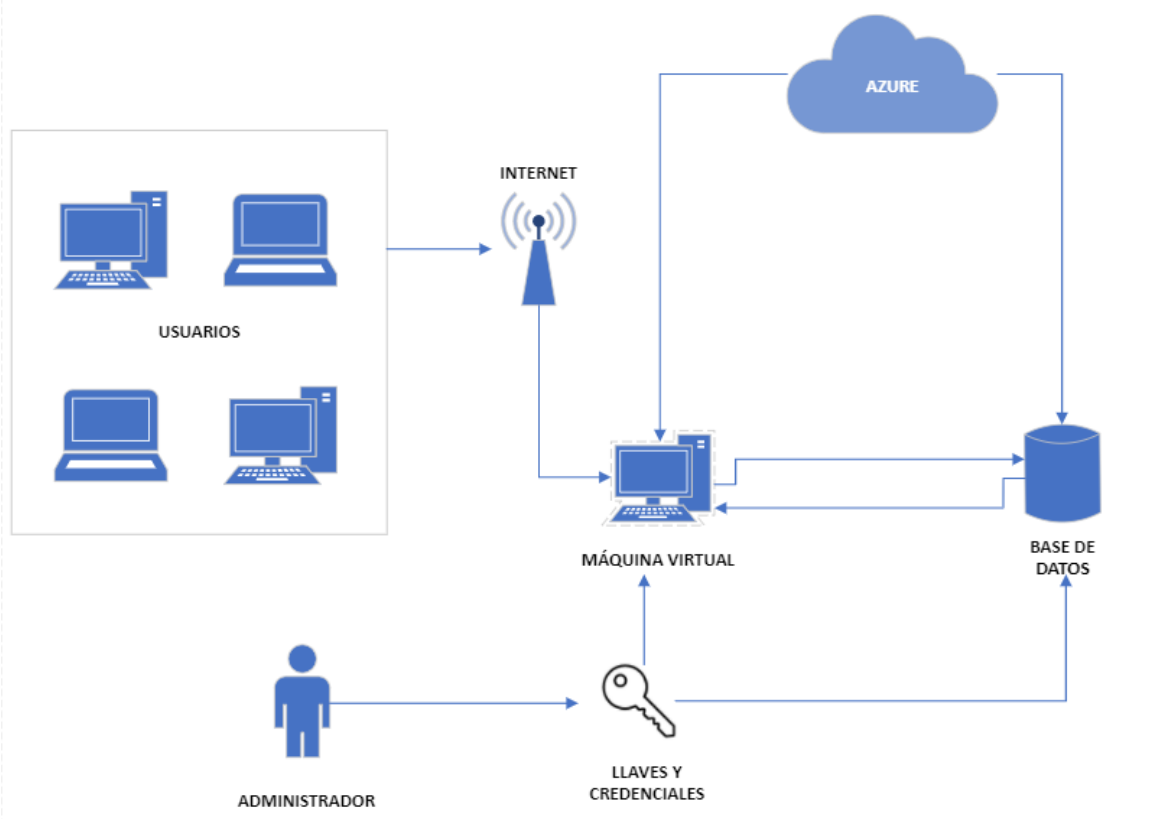 AZURE
INTERNET
USUARIOS
MÁQUINA VIRTUAL
BASE DE
DATOS
LLAVES Y
CREDENCIALES
ADMINISTRADOR